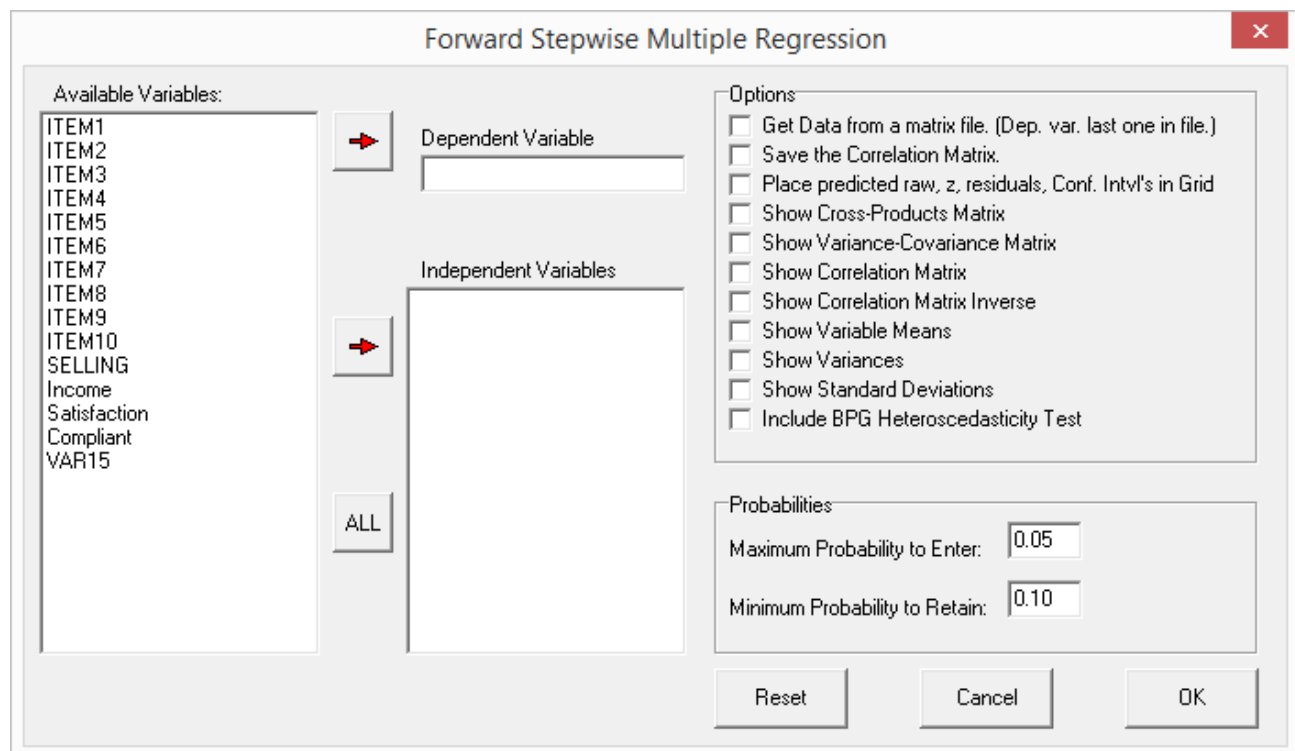 Forward Stepwise Multiple Regression
Available Variables:
ITEM1
ITEM2
ITEM3
ITEM4
ITEM5
ITEM6
ITEM7
ITEM8
ITEM9
ITEM10
SELLING
Income
Satisfaction
Compliant
VAR15
Dependent Variable
Independent Variables
ALL
Options
Get Data from a matrix file. (Dep. var. last one in file.)
Save the Correlation Matrix.
Place predicted raw, z, residuals, Conf. Intvl's in Grid
Show Cross-Products Matrix
Show Variance-Covariance Matrix
Show Correlation Matrix
Show Correlation Matrix Inverse
Show Variable Means
Show Variances
Show Standard Deviations
Include BPG Heteroscedasticity Test
Probabilities
Maximum Probability to Enter: 0.05
Minimum Probability to Retain: 0.10
Reset Cancel OK